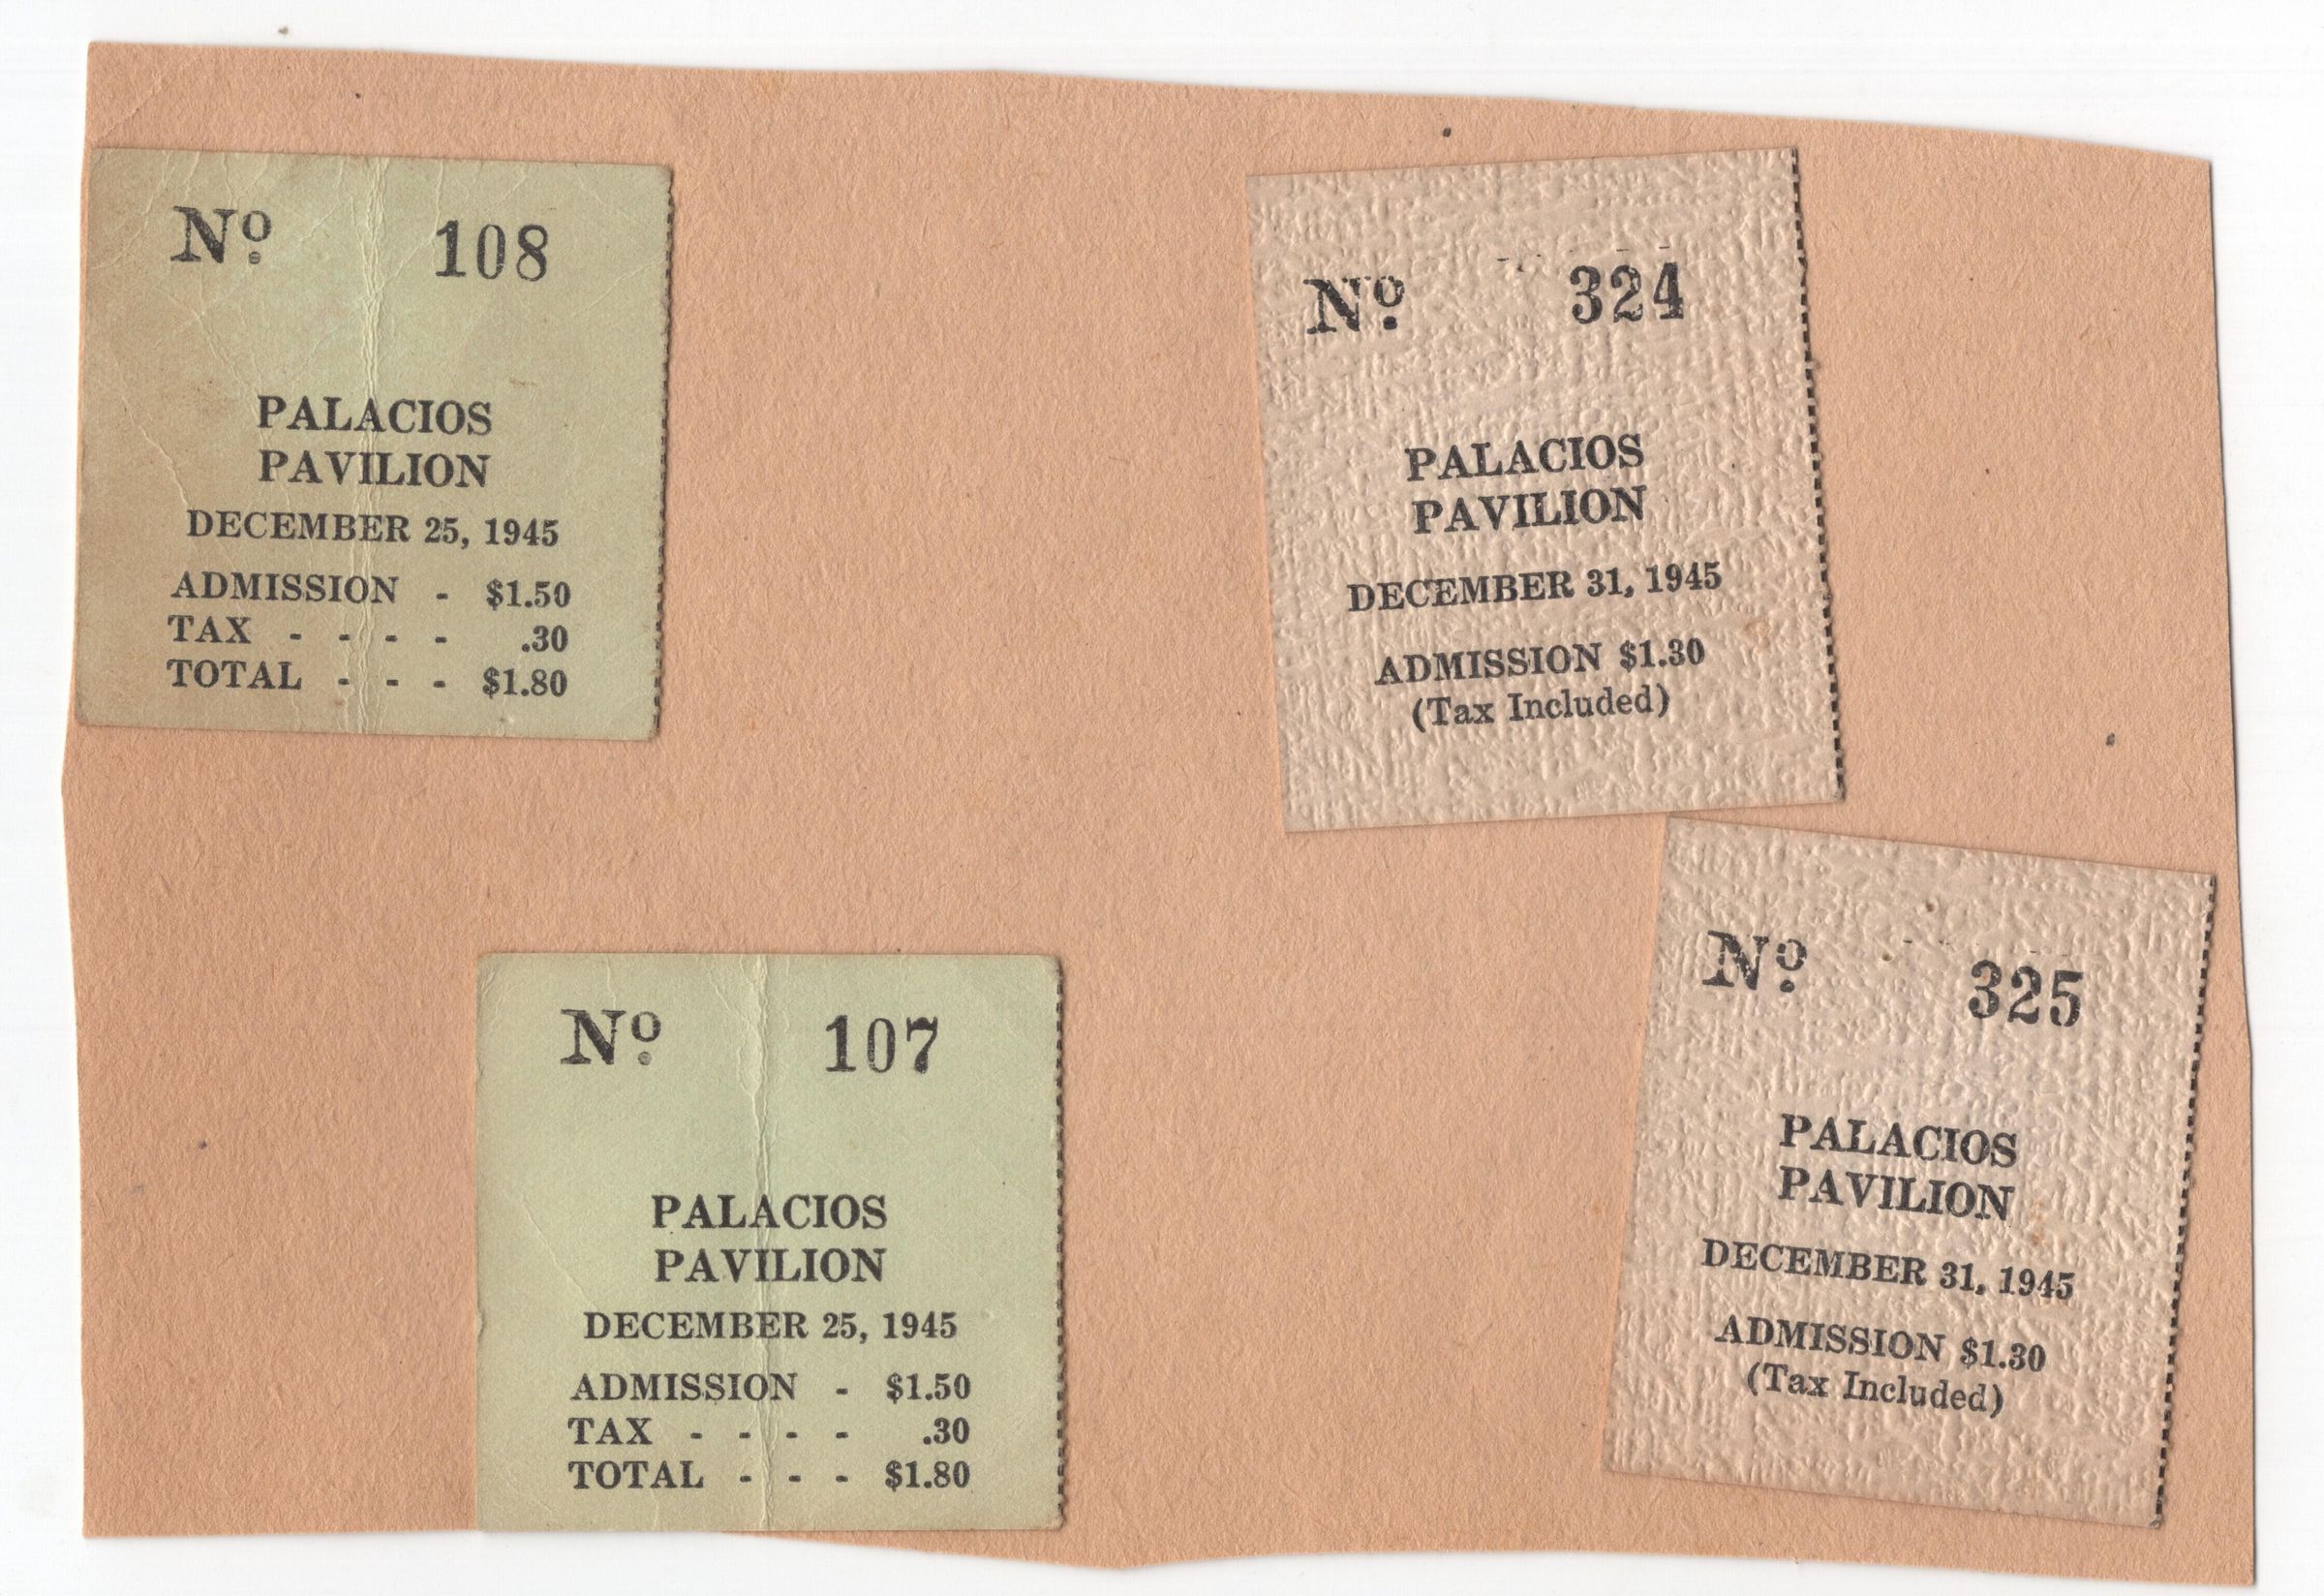 Nº 108
PALACIOS
PAVILION
DECEMBER 25, 1945
ADMISSION - $1.50
TAX - - - - .30
TOTAL - - - $1.80
Nº 324
PALACIOS
PAVILION
DECEMBER 31, 1945
ADMISSION $1.30
(Tax Included)
Nº 107
PALACIOS
PAVILION
DECEMBER 25, 1945
ADMISSION - $1.50
TAX - - - - .30
TOTAL - - - $1.80
Nº 325
PALACIOS
PAVILION
DECEMBER 31, 1945
ADMISSION $1.30
(Tax Included)